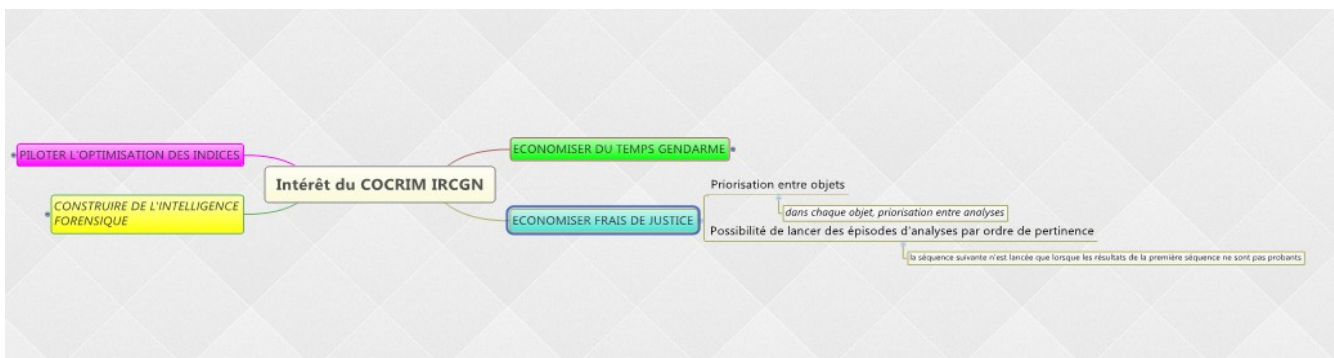 PILOTER L'OPTIMISATION DES INDICES
CONSTRUIRE DE L'INTELLIGENCE
FORENSIQUE
Intérêt du COCRIM IRCGN
ECONOMISER DU TEMPS GENDARME
ECONOMISER FRAIS DE JUSTICE
Priorisation entre objets
dans chaque objet, priorisation entre analyses
Possibilité de lancer des épisodes d'analyses par ordre de pertinence
la séquence suivante n'est lancée que lorsque les résultats de la première séquence ne sont pas probants